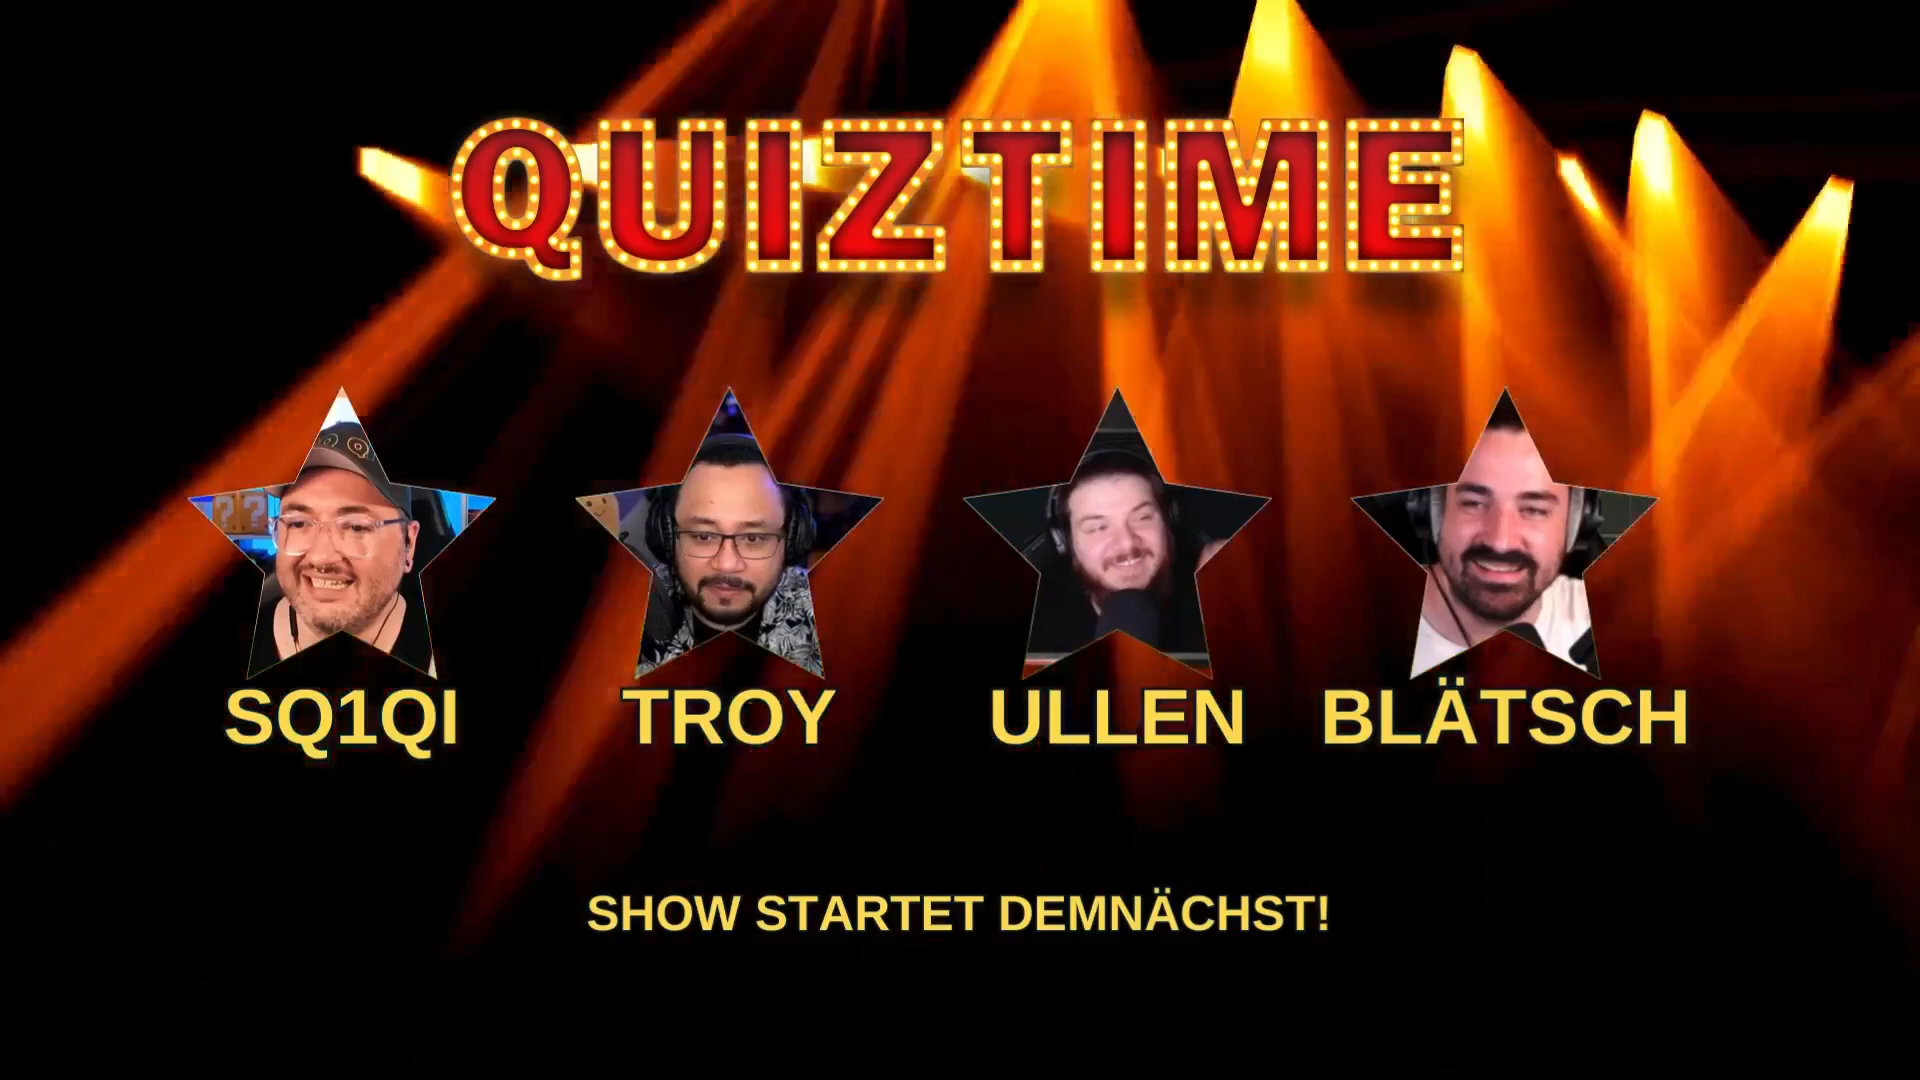 QUIZTIME
SQ1QI
TROY
ULLEN
BLÄTSCH
SHOW STARTET DEMNÄCHST!